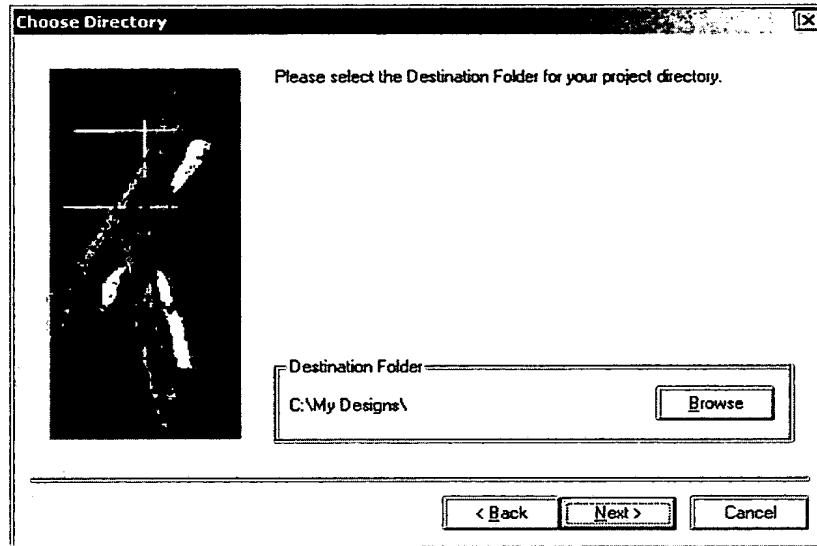 Choose Directory
Please select the Destination Folder for your project directory.
Destination Folder
C:\My Designs\
Browse
< Back
Next >
Cancel